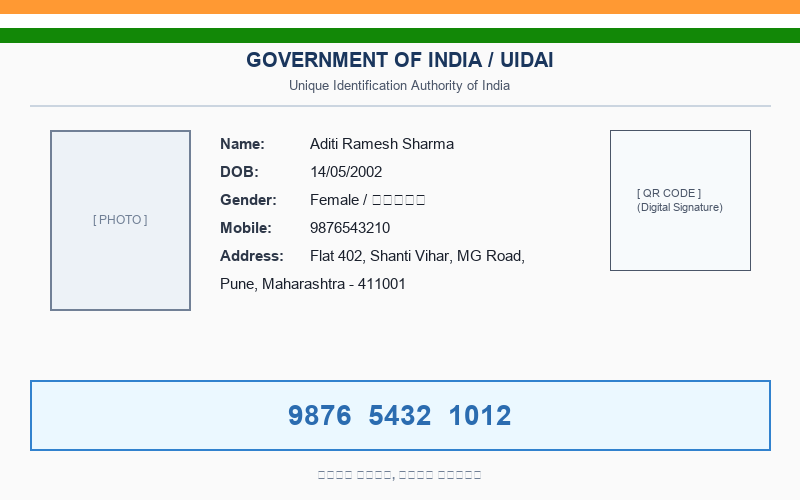 GOVERNMENT OF INDIA / UIDAI
Unique Identification Authority of India
[ PHOTO ]
Name: Aditi Ramesh Sharma
DOB: 14/05/2002
Gender: Female /
Mobile: 9876543210
Address: Flat 402, Shanti Vihar, MG Road,
Pune, Maharashtra - 411001
[ QR CODE ]
(Digital Signature)
9876 5432 1012